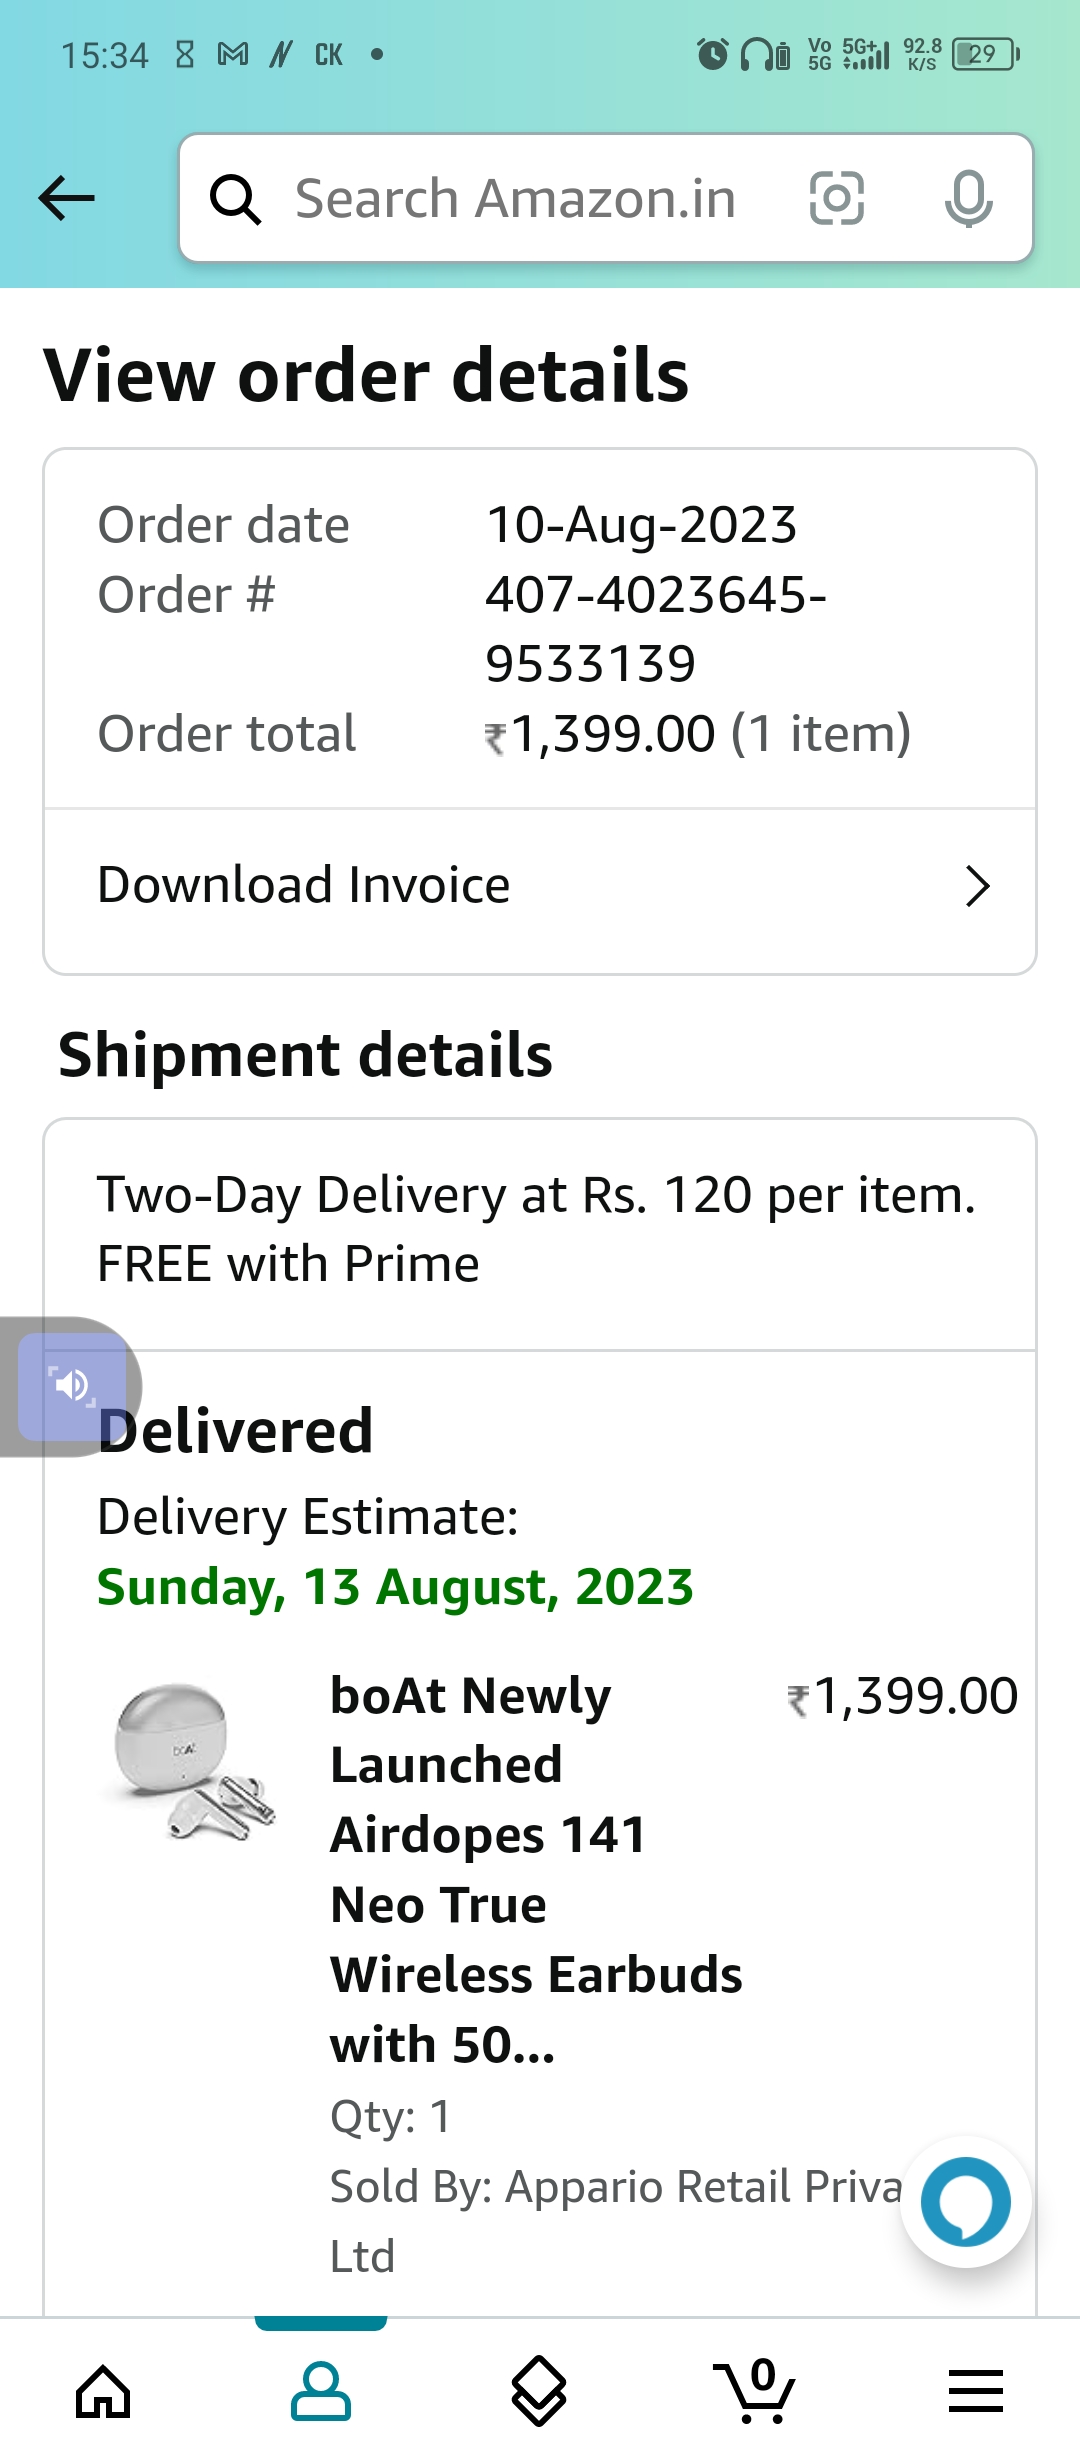 15:34 CK Vo 5G 5G+ 92.8 K/S 29
Search Amazon.in
View order details
Order date 10-Aug-2023
Order # 407-4023645-
9533139
Order total ₹1,399.00 (1 item)
Download Invoice
Shipment details
Two-Day Delivery at Rs. 120 per item.
FREE with Prime
Delivered
Delivery Estimate:
Sunday, 13 August, 2023
boAt Newly ₹1,399.00
Launched
Airdopes 141
Neo True
Wireless Earbuds
with 50...
Qty: 1
Sold By: Appario Retail Priva
Ltd
boAt
0